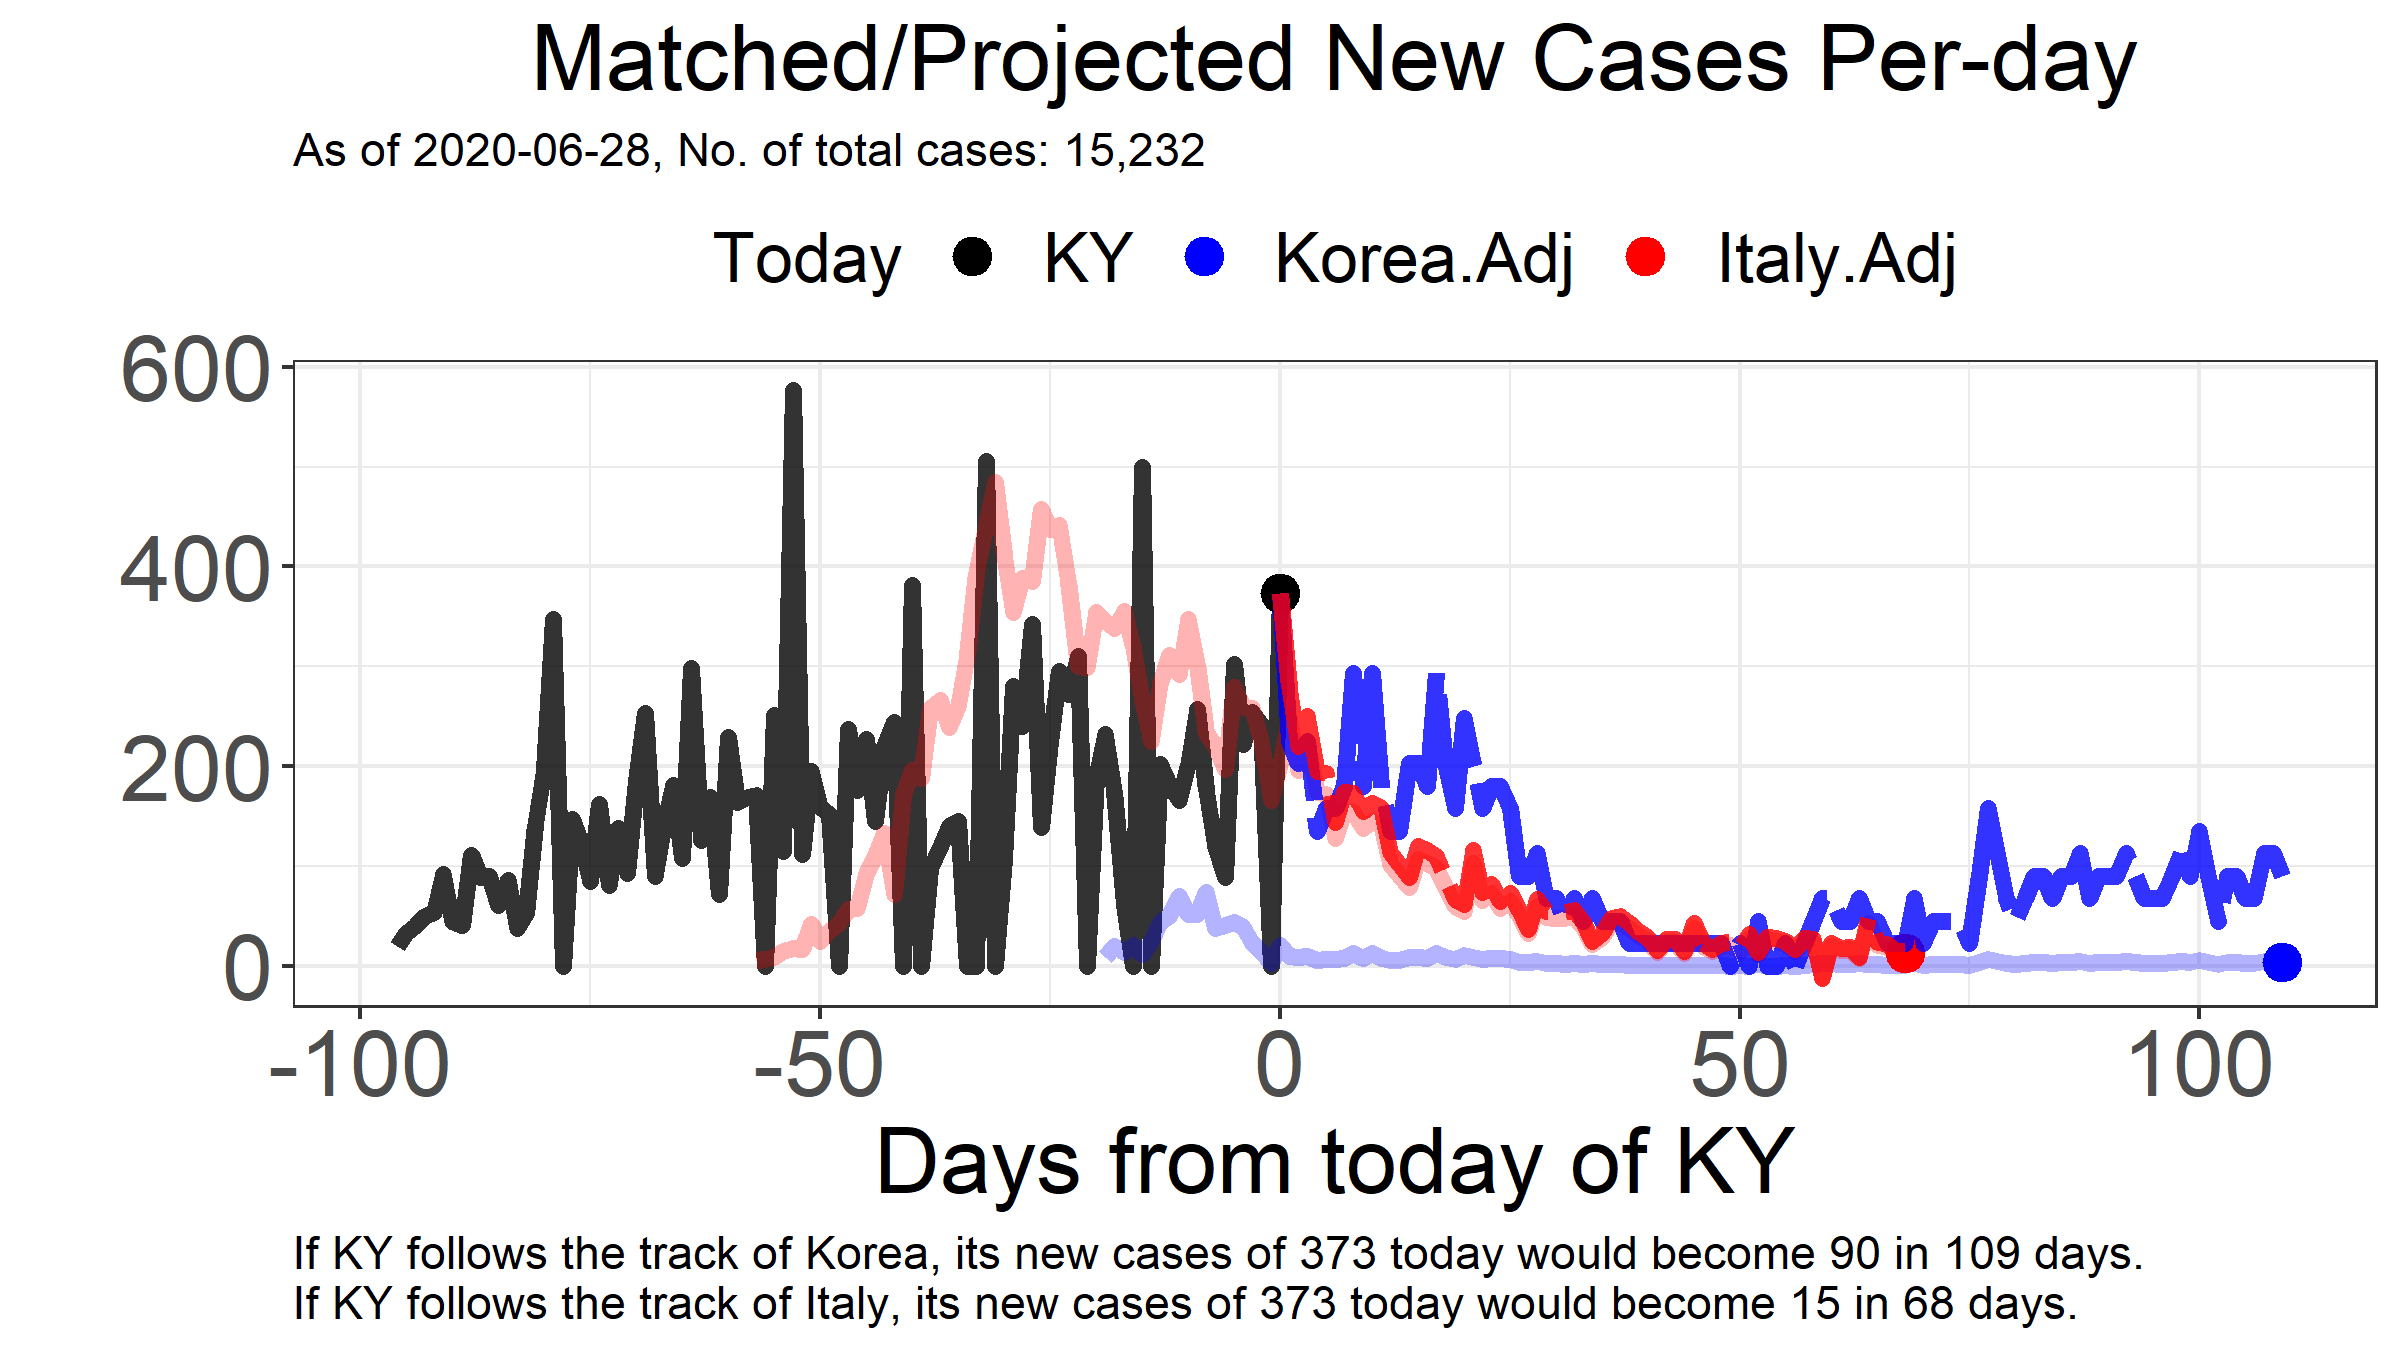 Matched/Projected New Cases Per-day
As of 2020-06-28, No. of total cases: 15,232
Today KY Korea.Adj Italy.Adj
600
400
200
0
-100 -50 0 50 100
Days from today of KY
If KY follows the track of Korea, its new cases of 373 today would become 90 in 109 days.
If KY follows the track of Italy, its new cases of 373 today would become 15 in 68 days.